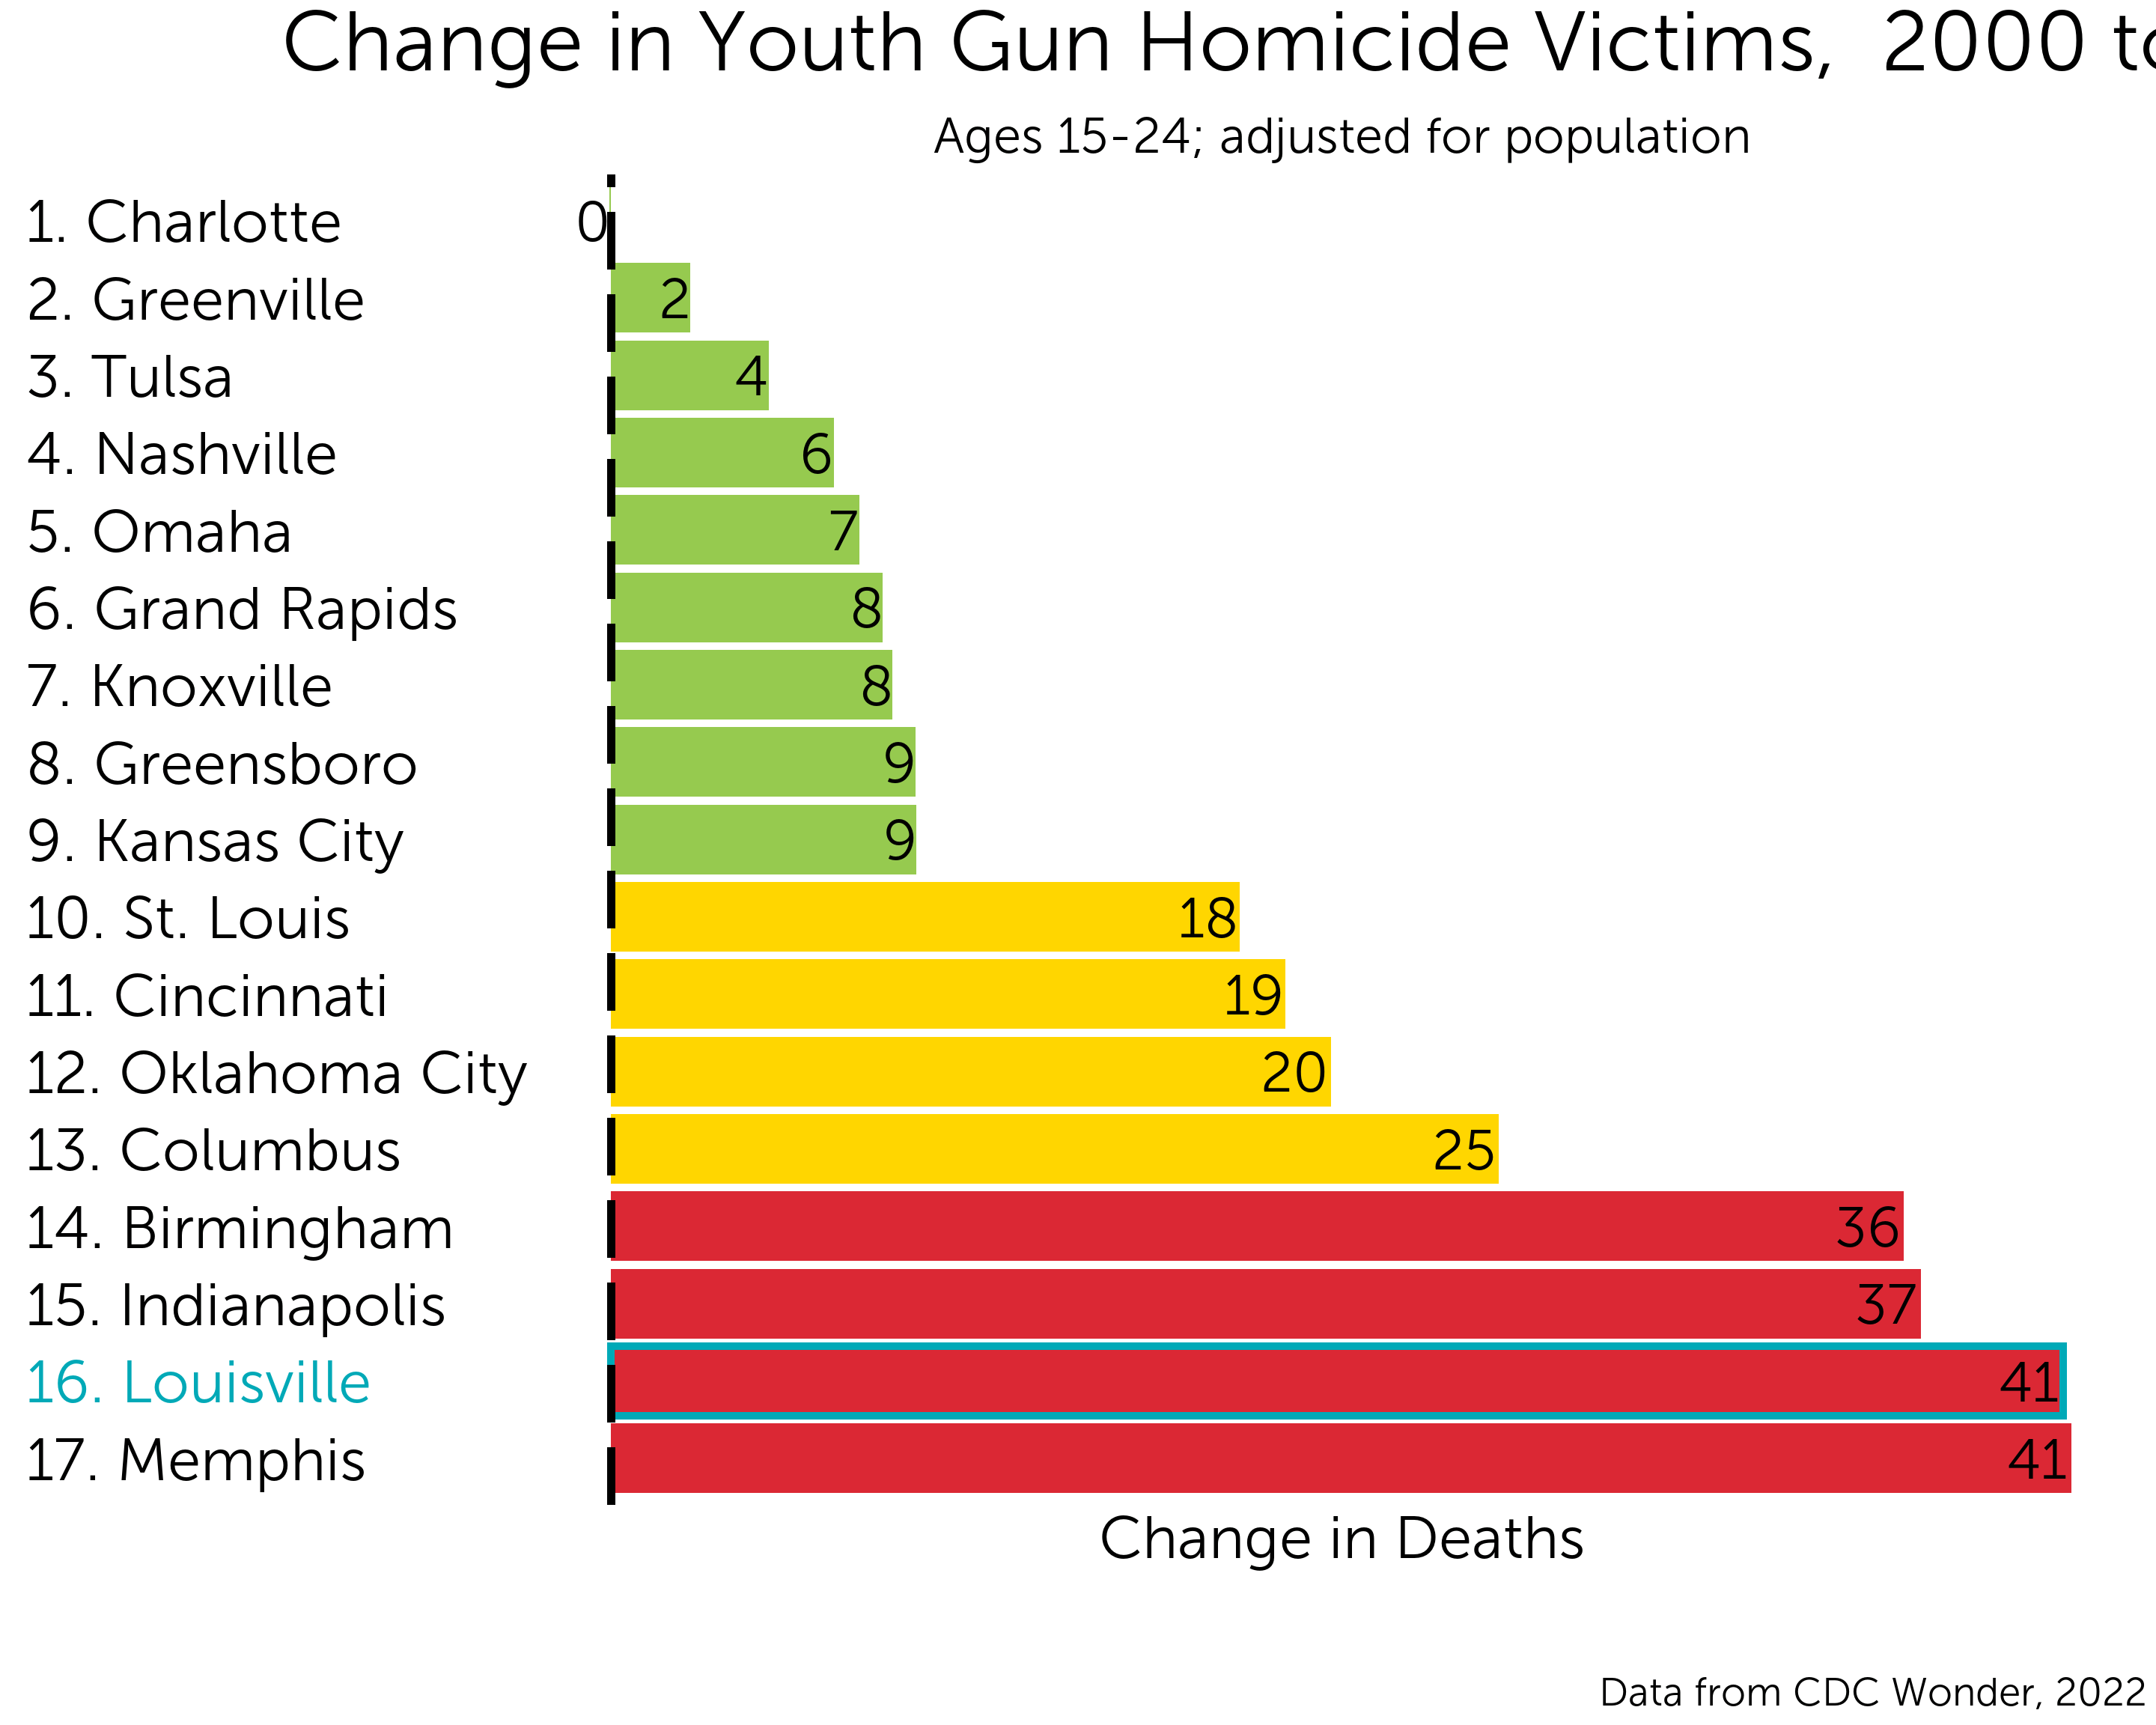 Change in Youth Gun Homicide Victims, 2000 to
Ages 15-24; adjusted for population
1. Charlotte 0
2. Greenville 2
3. Tulsa 4
4. Nashville 6
5. Omaha 7
6. Grand Rapids 8
7. Knoxville 8
8. Greensboro 9
9. Kansas City 9
10. St. Louis 18
11. Cincinnati 19
12. Oklahoma City 20
13. Columbus 25
14. Birmingham 36
15. Indianapolis 37
16. Louisville 41
17. Memphis 41
Change in Deaths
Data from CDC Wonder, 2022